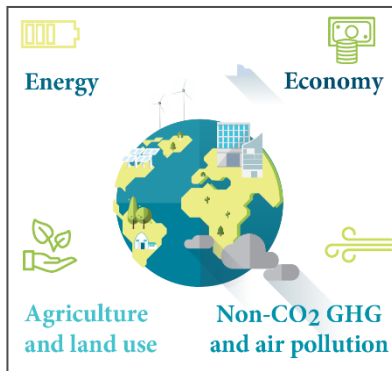 Energy
Economy
Agriculture
and land use
Non-CO2 GHG
and air pollution